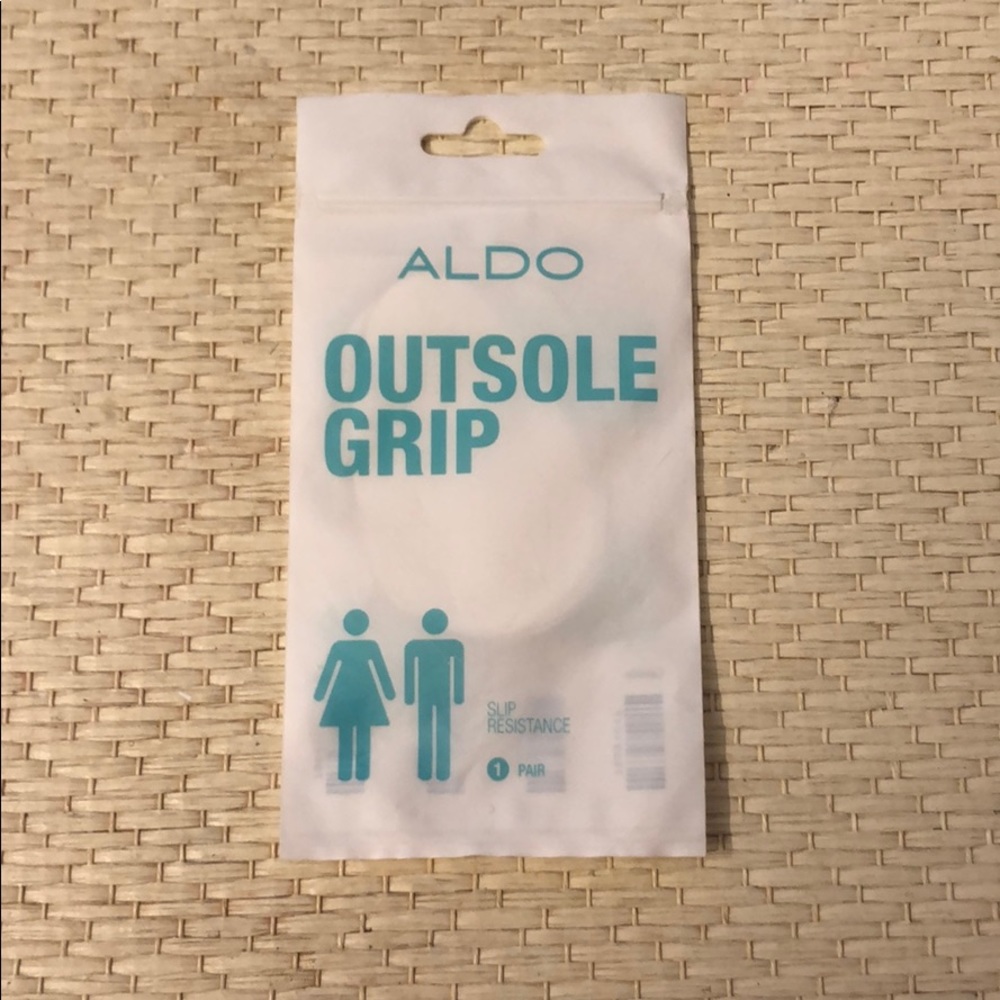 ALDO
OUTSOLE
GRIP
SLIP
RESISTANCE
1 PAIR